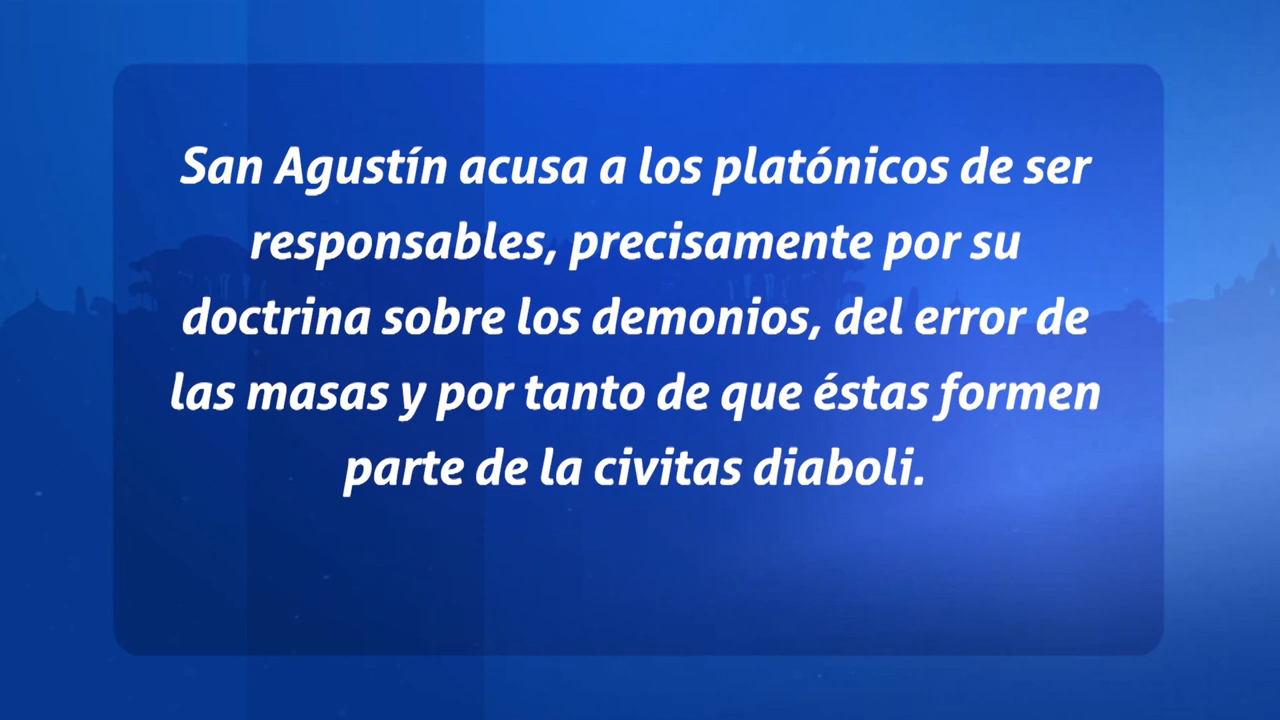 San Agustín acusa a los platónicos de ser
responsables, precisamente por su
doctrina sobre los demonios, del error de
las masas y por tanto de que éstas formen
parte de la civitas diaboli.